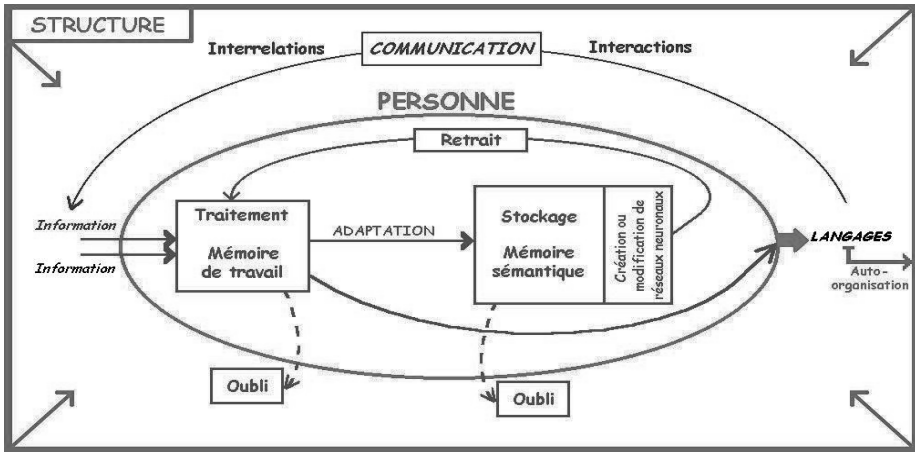 STRUCTURE
Interrelations
COMMUNICATION
Interactions
PERSONNE
Retrait
Information
Information
Traitement
Mémoire
de travail
ADAPTATION
Stockage
Mémoire
sémantique
Création ou
modification de
réseaux neuronaux
LANGAGES
Auto-
organisation
Oubli
Oubli